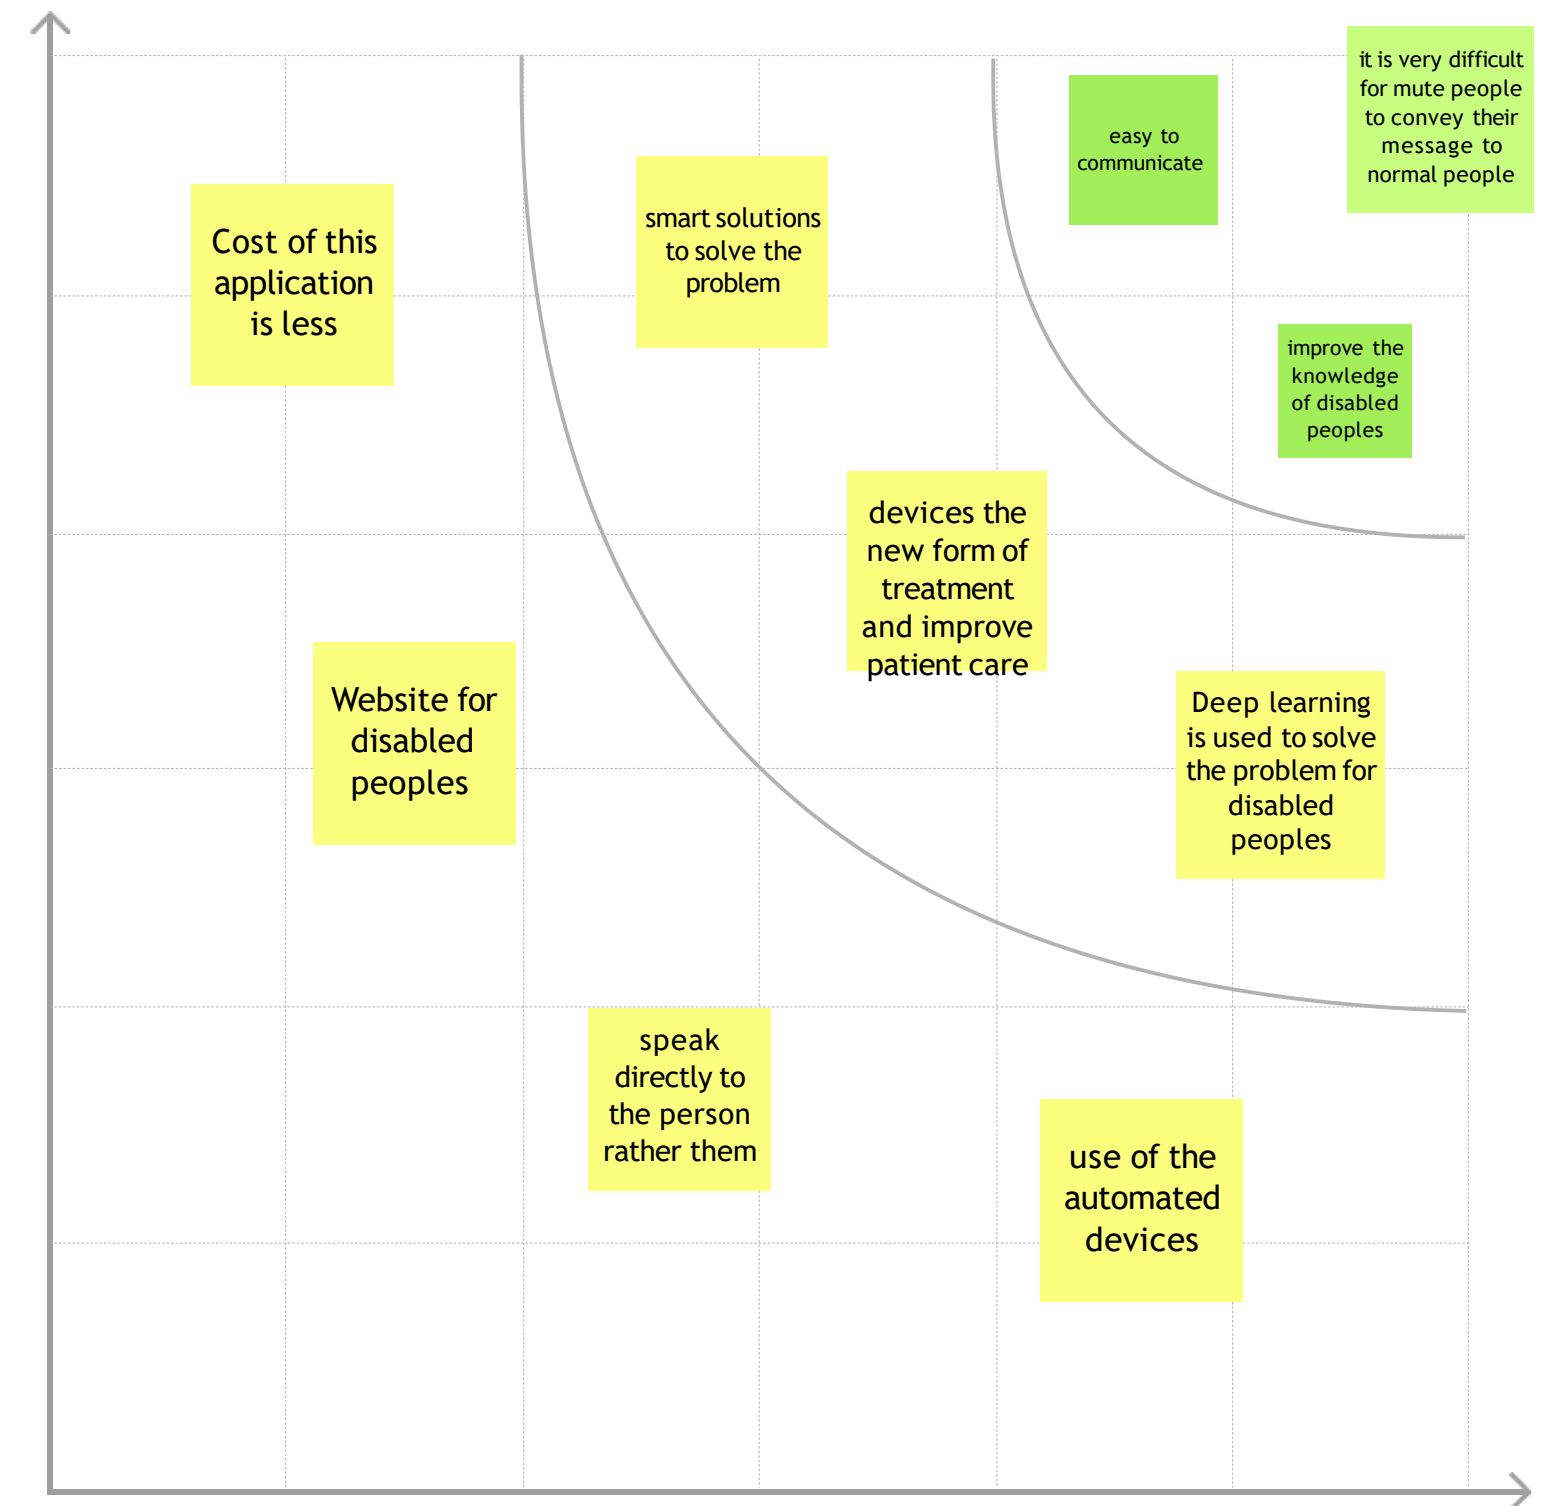 it is very difficult
for mute people
to convey their
message to
normal people
easy to
communicate
smart solutions
to solve the
problem
Cost of this
application
is less
improve the
knowledge
of disabled
peoples
devices the
new form of
treatment
and improve
patient care
Website for
disabled
peoples
Deep learning
is used to solve
the problem for
disabled
peoples
speak
directly to
the person
rather them
use of the
automated
devices